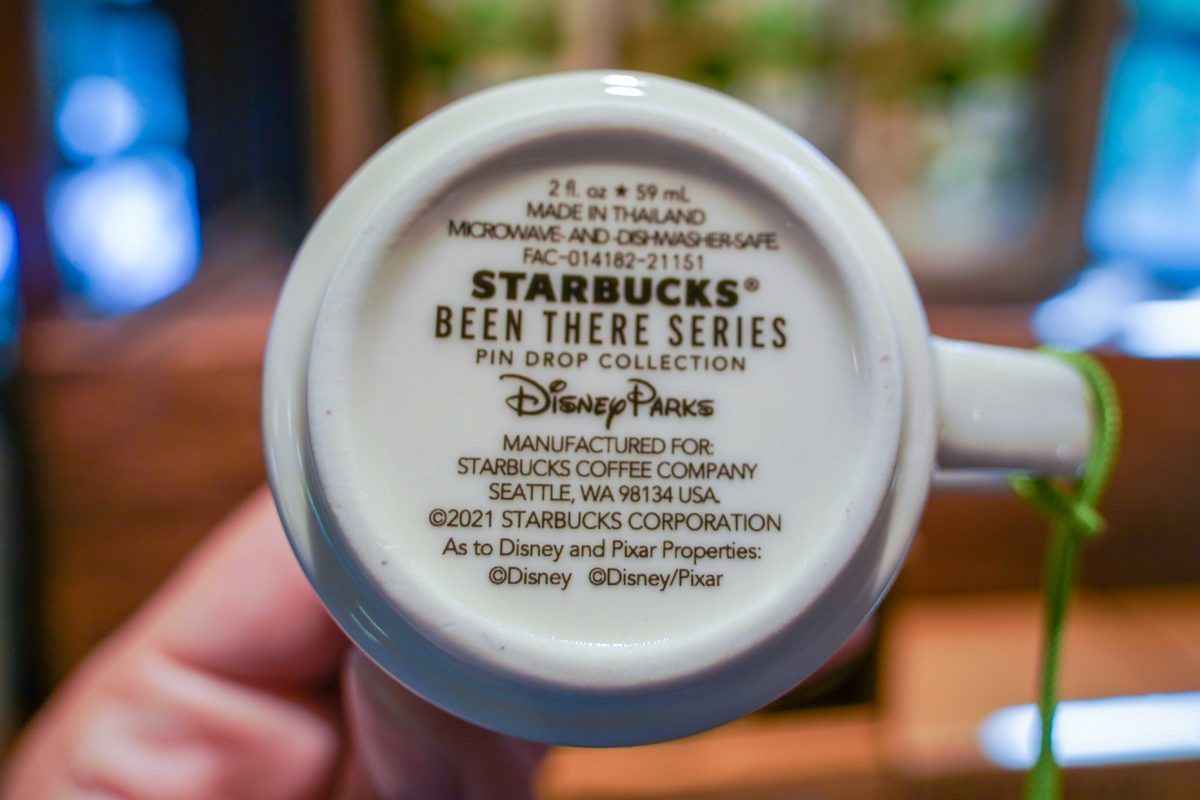 2 fl. oz ★ 59 mL
MADE IN THAILAND
MICROWAVE-AND-DISHWASHER-SAFE
FAC-014182-21151
STARBUCKS®
BEEN THERE SERIES
PIN DROP COLLECTION
Disney Parks
MANUFACTURED FOR:
STARBUCKS COFFEE COMPANY
SEATTLE, WA 98134 USA.
©2021 STARBUCKS CORPORATION
As to Disney and Pixar Properties:
©Disney ©Disney/Pixar